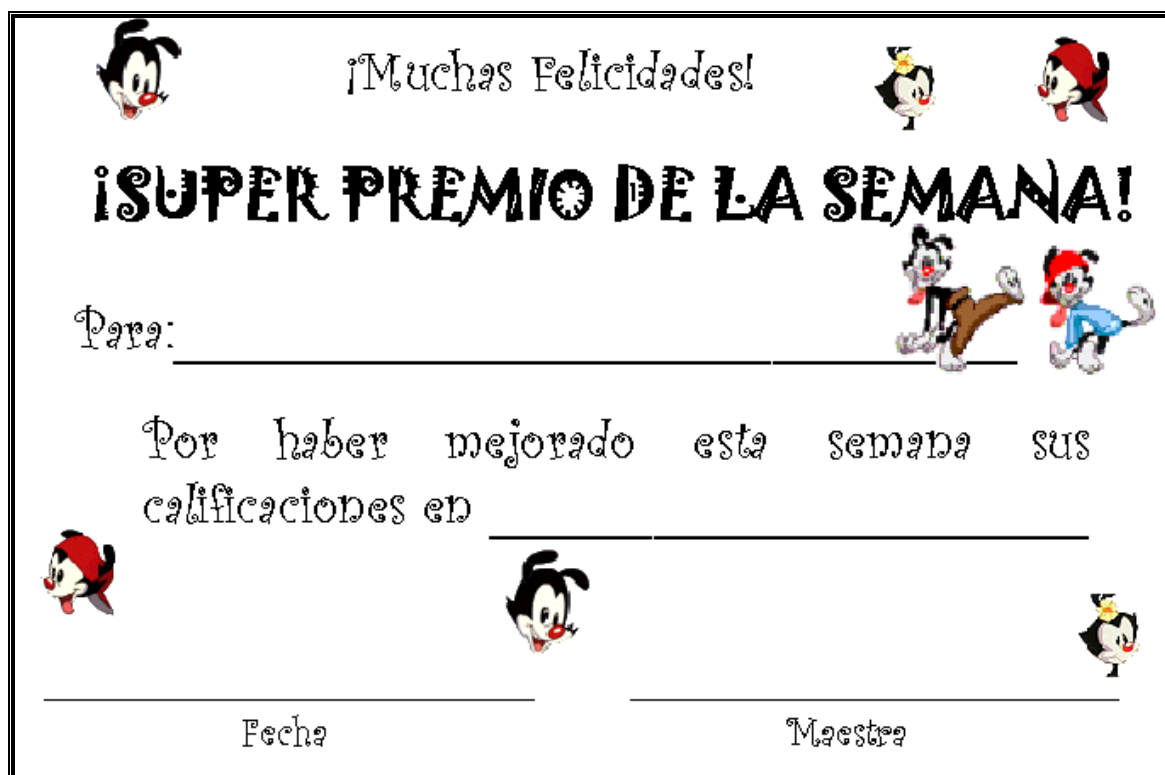 ¡Muchas Felicidades!
¡SUPER PREMIO DE LA SEMANA!
Para:
Por haber mejorado esta semana sus
calificaciones en
Fecha Maestra